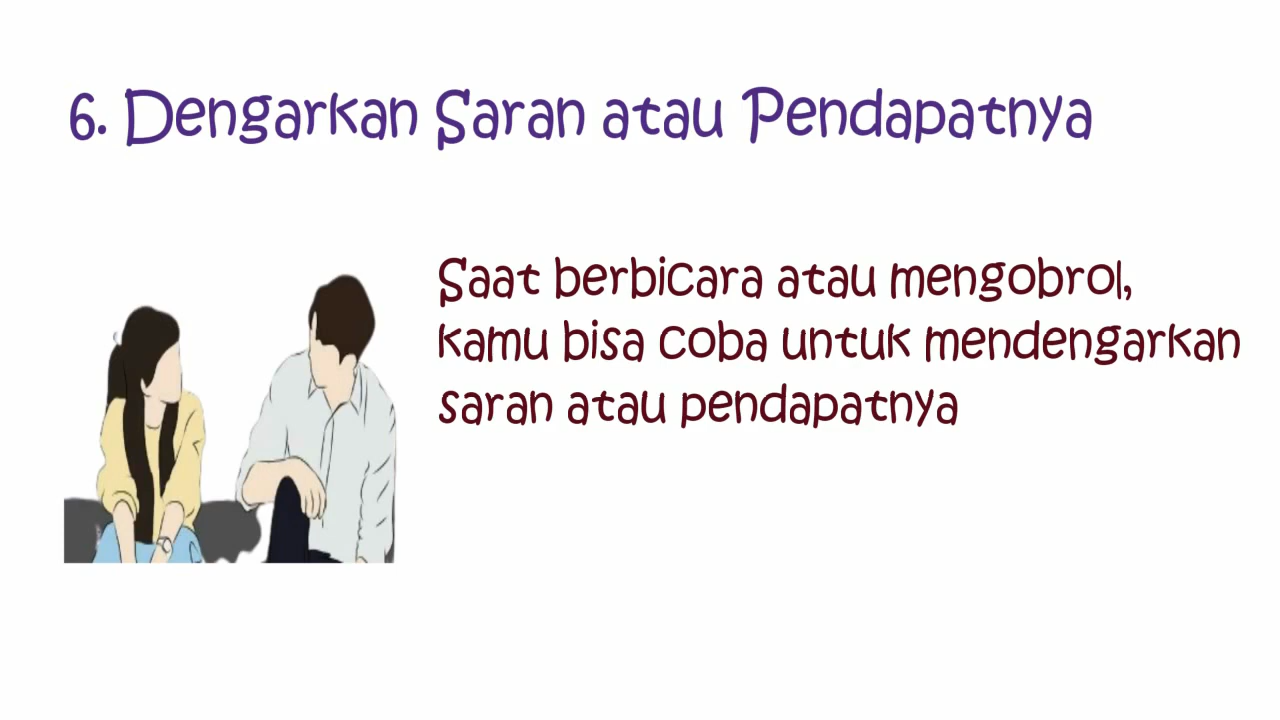 6. Dengarkan Saran atau Pendapatnya
Saat berbicara atau mengobrol,
kamu bisa coba untuk mendengarkan
saran atau pendapatnya